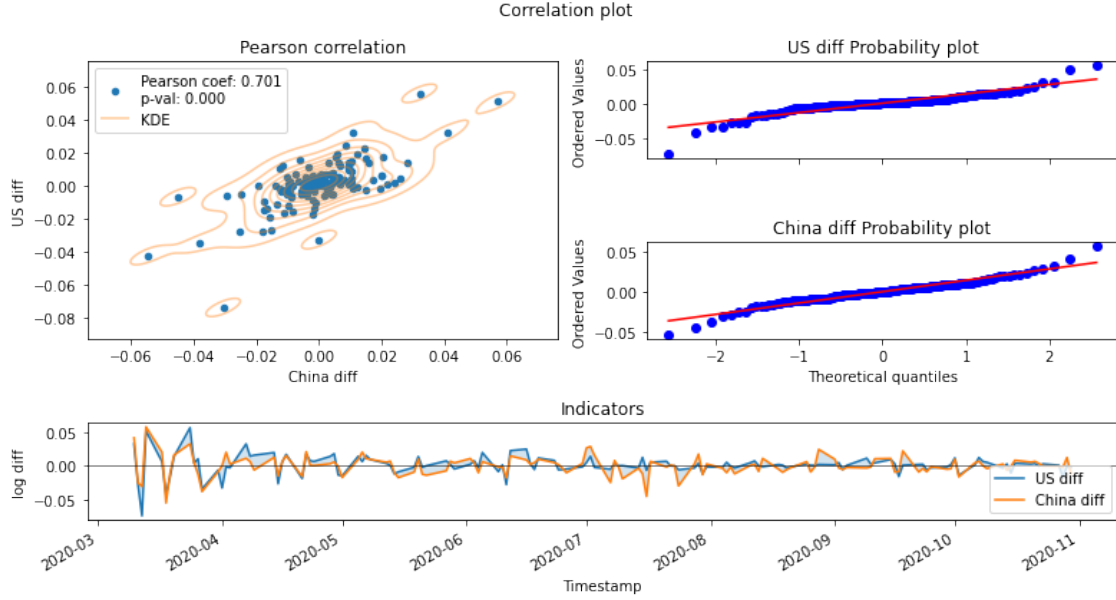 Correlation plot
Pearson correlation
Pearson coef: 0.701
p-val: 0.000
KDE
0.06
0.04
0.02
0.00
−0.02
−0.04
−0.06
−0.08
US diff
−0.06
−0.04
−0.02
0.00
0.02
0.04
0.06
China diff
US diff Probability plot
0.05
0.00
−0.05
Ordered Values
China diff Probability plot
0.05
0.00
−0.05
Ordered Values
−2
−1
0
1
2
Theoretical quantiles
Indicators
0.05
0.00
−0.05
log diff
US diff
China diff
2020-03
2020-04
2020-05
2020-06
2020-07
2020-08
2020-09
2020-10
2020-11
Timestamp